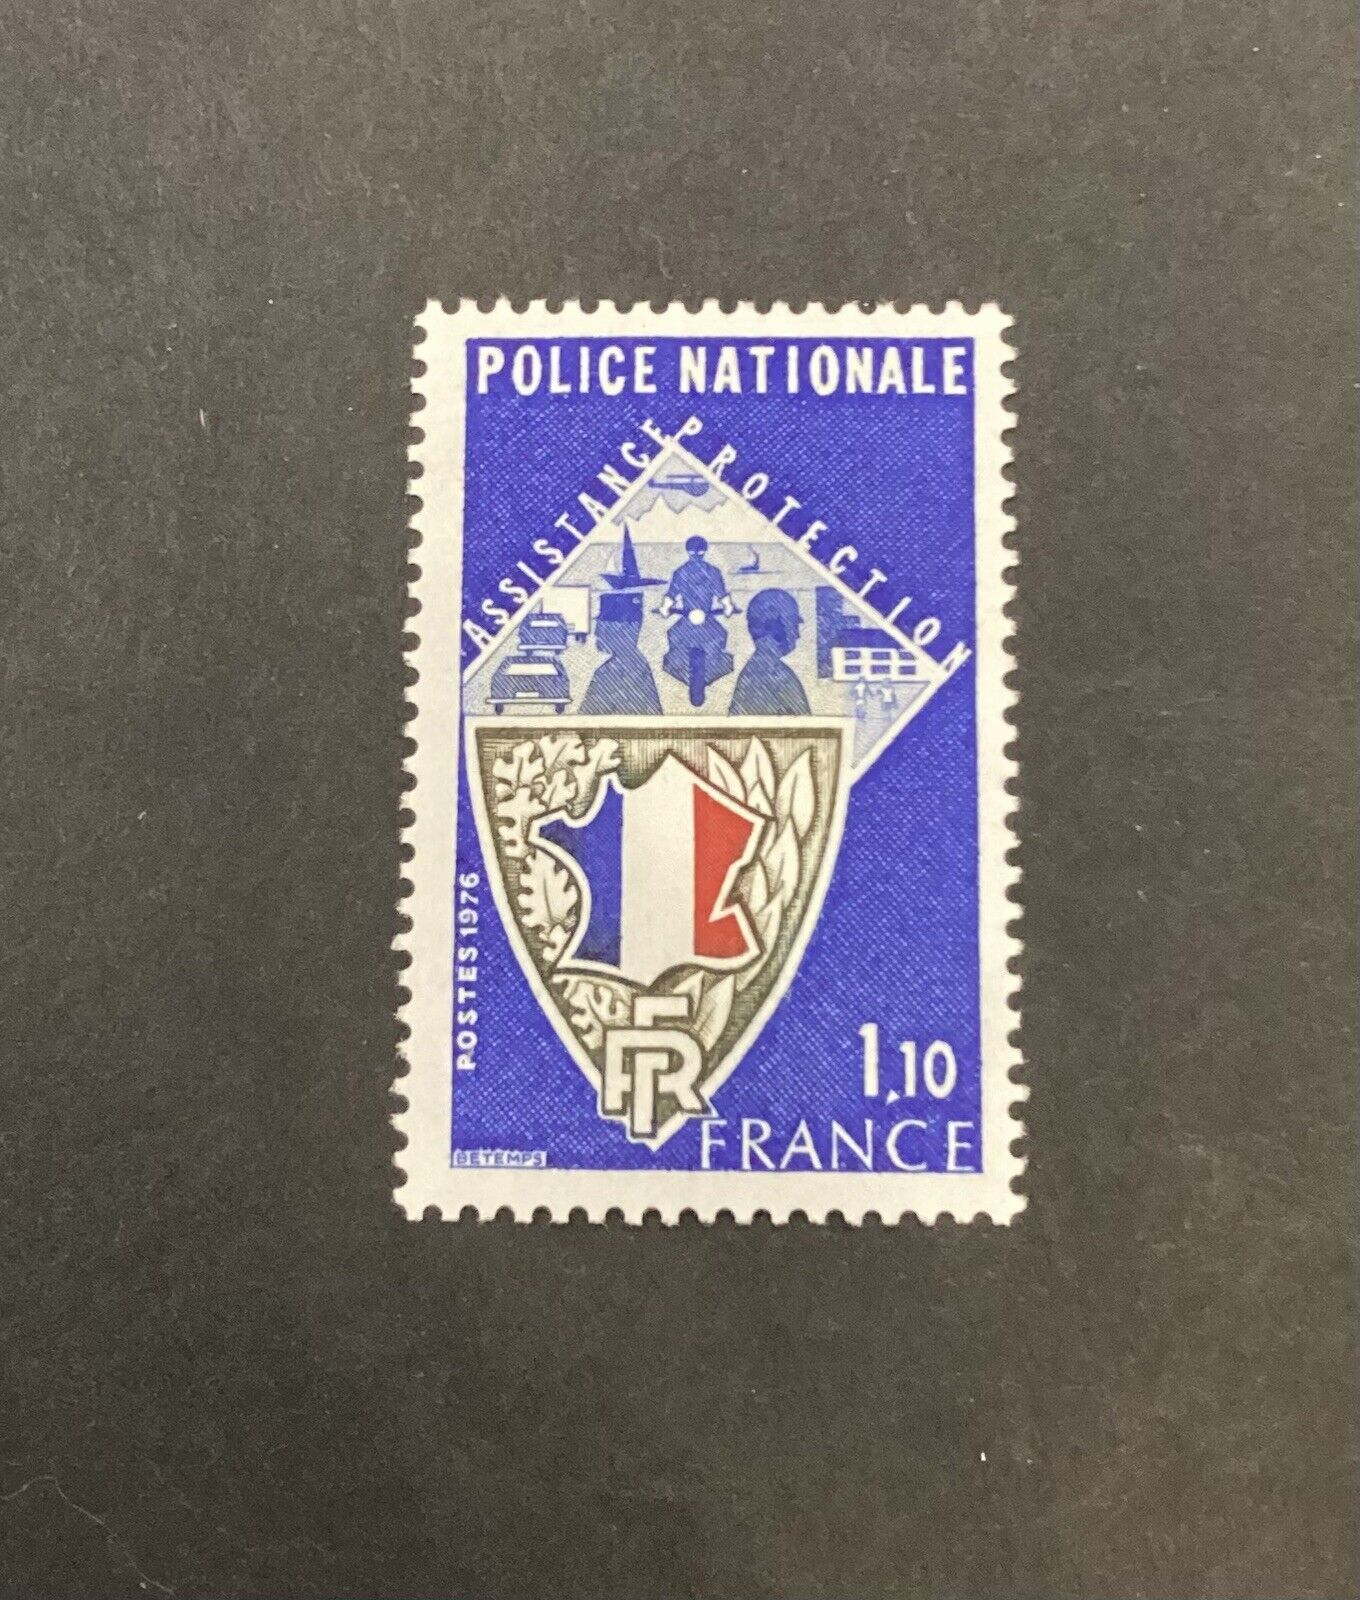 POLICE NATIONALE
ASSISTANCE PROTECTION
POSTES 1976
RF
1,10
FRANCE
BETEMPS